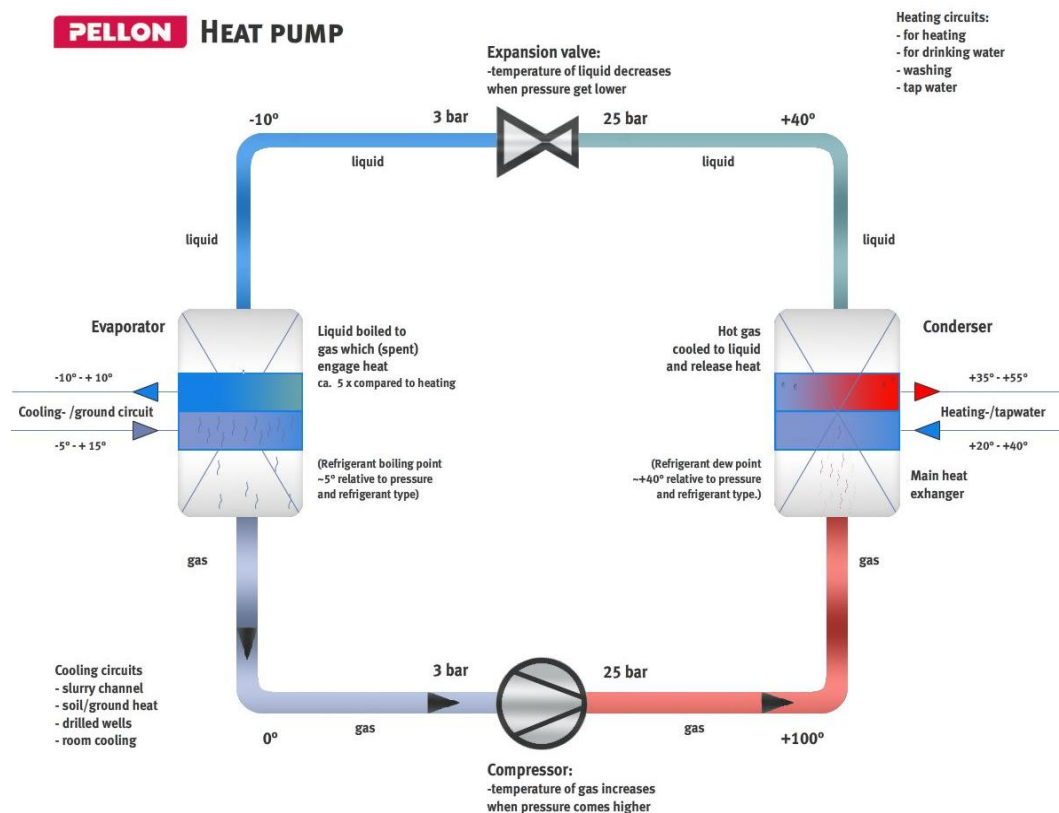 PELLON HEAT PUMP
Heating circuits:
- for heating
- for drinking water
- washing
- tap water
Expansion valve:
-temperature of liquid decreases
when pressure get lower
-10°
3 bar
25 bar
+40°
liquid
liquid
liquid
liquid
Evaporator
Liquid boiled to
gas which (spent)
engage heat
ca. 5 x compared to heating
Hot gas
cooled to liquid
and release heat
Conderser
-10° - + 10°
Cooling- /ground circuit
-5° - + 15°
+35° - +55°
Heating-/tapwater
+20° - +40°
(Refrigerant boiling point
~5° relative to pressure
and refrigerant type)
(Refrigerant dew point
~+40° relative to pressure
and refrigerant type.)
Main heat
exhanger
gas
gas
Cooling circuits
- slurry channel
- soil/ground heat
- drilled wells
- room cooling
3 bar
25 bar
0°
gas
gas
+100°
Compressor:
-temperature of gas increases
when pressure comes higher